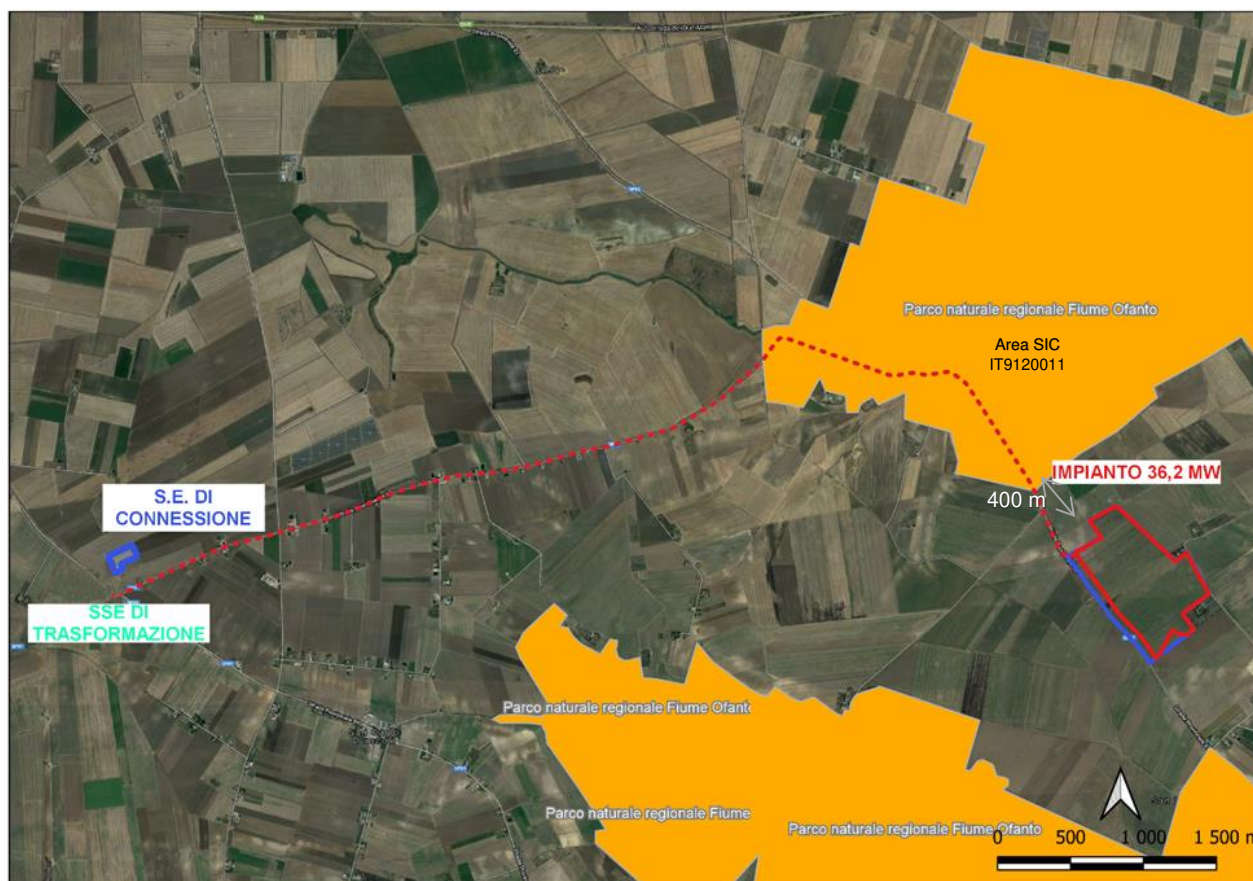 Parco naturale regionale Fiume Ofanto
Area SIC
IT9120011
IMPIANTO 36,2 MW
400 m
S.E. DI
CONNESSIONE
SSE DI
TRASFORMAZIONE
Parco naturale regionale Fiume Ofanto
Parco naturale regionale Fiume
Parco naturale regionale Fiume Ofanto
0 500 1 000 1 500 m